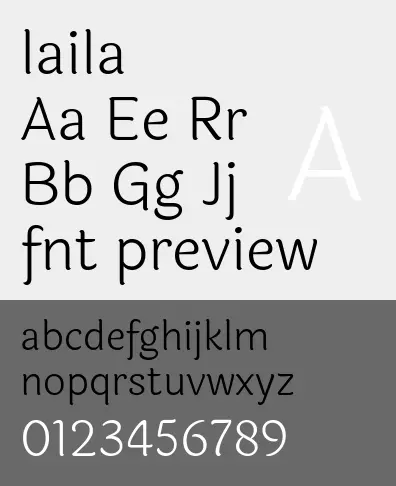 laila
Aa Ee Rr
A
Bb Gg Jj
fnt preview
abcdefghijklm
nopqrstuvwxyz
0123456789